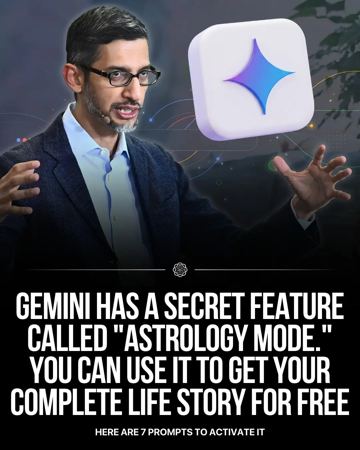 GEMINI HAS A SECRET FEATURE
CALLED "ASTROLOGY MODE."
YOU CAN USE IT TO GET YOUR
COMPLETE LIFE STORY FOR FREE
HERE ARE 7 PROMPTS TO ACTIVATE IT